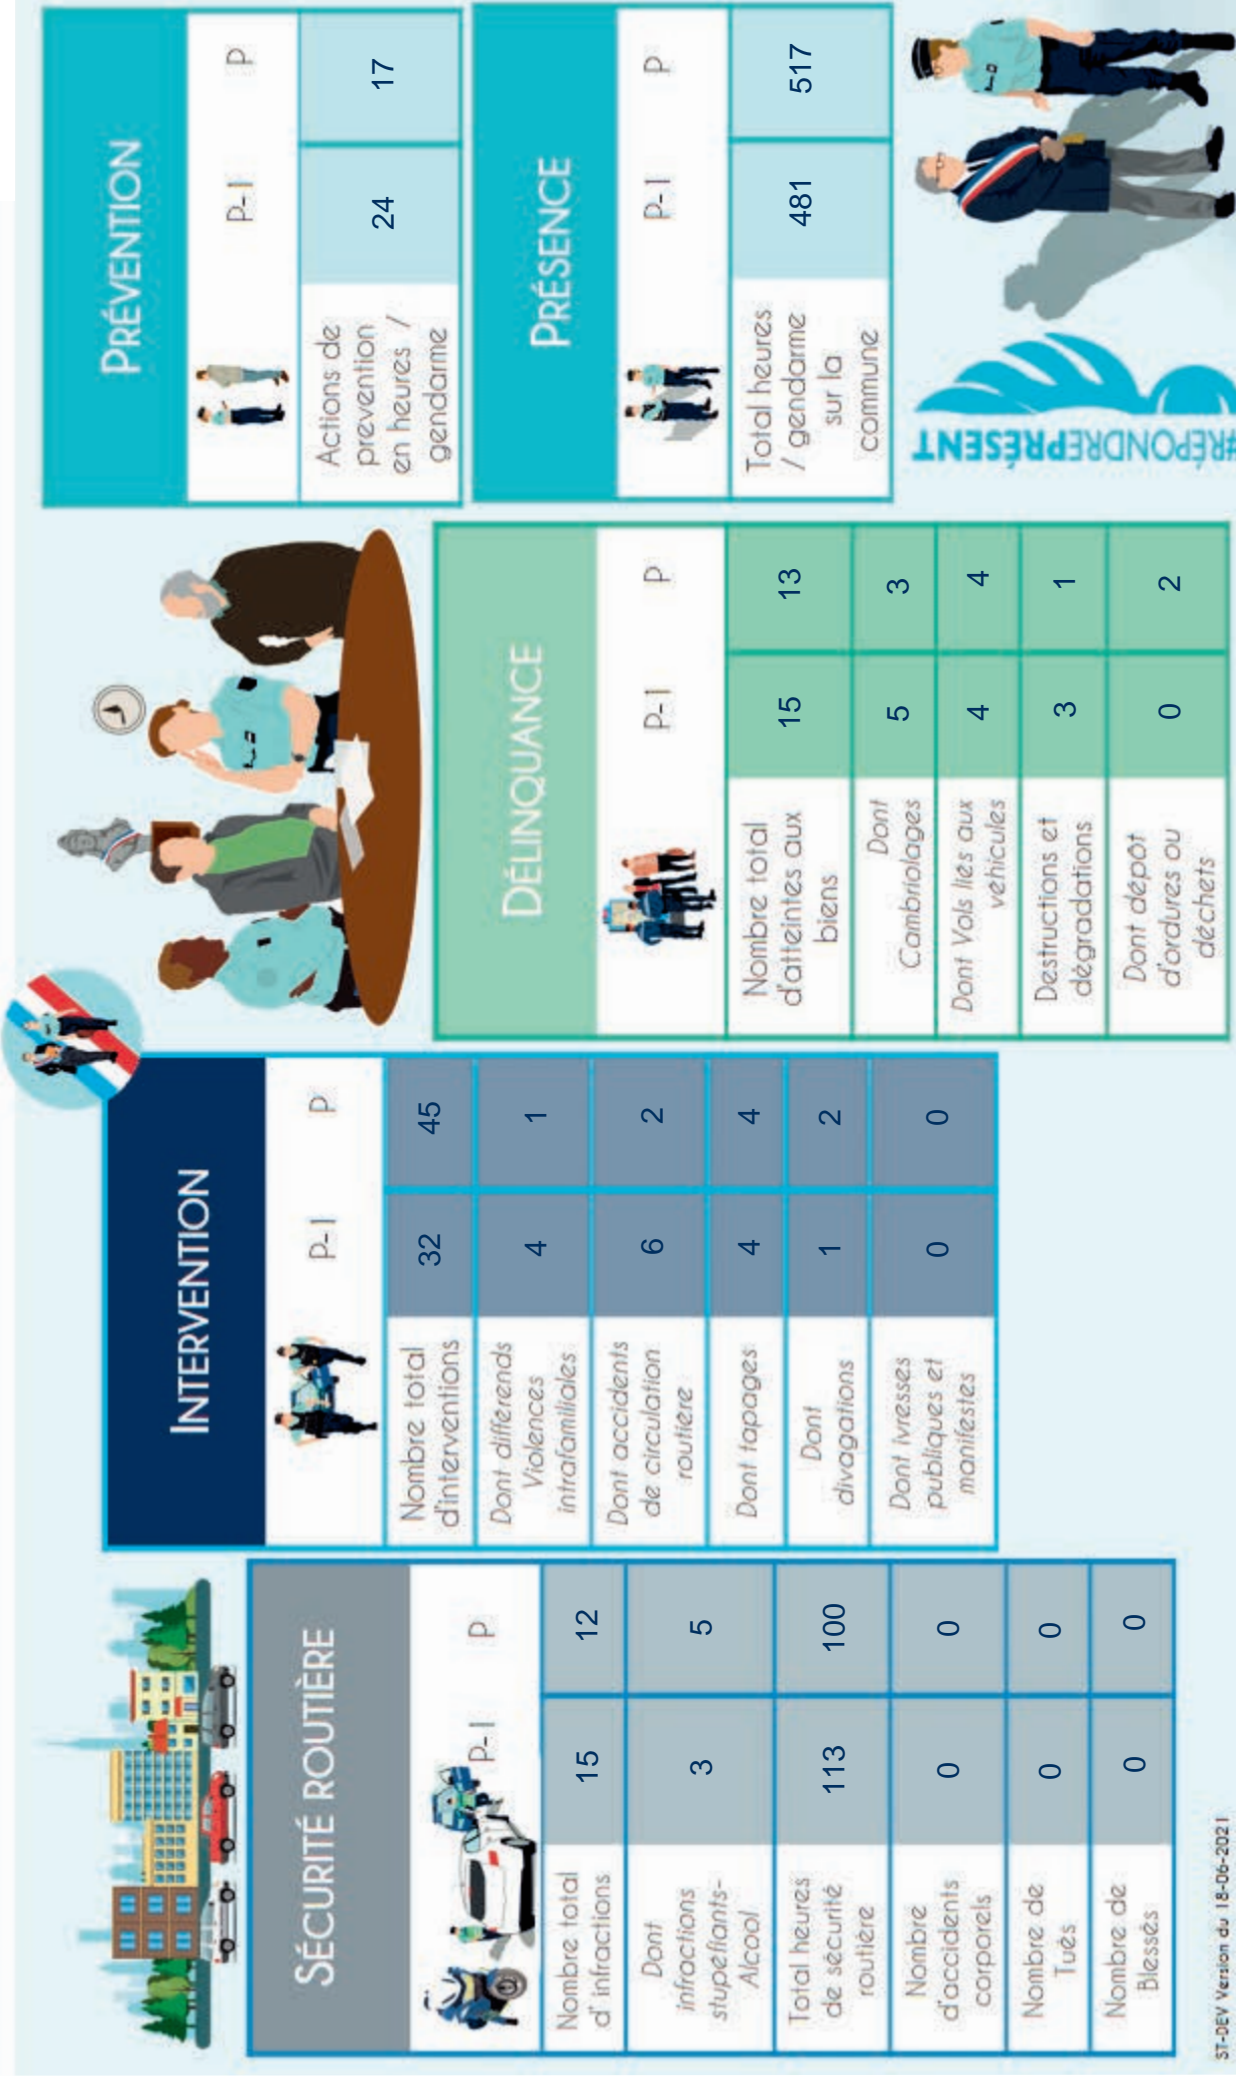 SÉCURITÉ ROUTIÈRE
P-1 P
Nombre total
d' infractions
15 12
Dont
infractions
stupéfiants-
Alcool
3 5
Total heures
de sécurité
routière
113 100
Nombre
d'accidents
corporels
0 0
Nombre de
Tués
0 0
Nombre de
Blessés
0 0
ST-DEV Version du 18-06-2021
INTERVENTION
P-1 P
Nombre total
d'interventions
32 45
Dont différends
Violences
intrafamiliales
4 1
Dont accidents
de circulation
routière
6 2
Dont tapages
4 4
Dont
divagations
1 2
Dont ivresses
publiques et
manifestes
0 0
DÉLINQUANCE
P-1 P
Nombre total
d'atteintes aux
biens
15 13
Dont
Cambriolages
5 3
Dont Vols liés aux
véhicules
4 4
Destructions et
dégradations
3 1
Dont dépôt
d'ordures ou
déchets
0 2
PRÉVENTION
P-1 P
Actions de
prévention
en heures /
gendarme
24 17
PRÉSENCE
P-1 P
Total heures
/ gendarme
sur la
commune
481 517
#RÉPONDREPRÉSENT